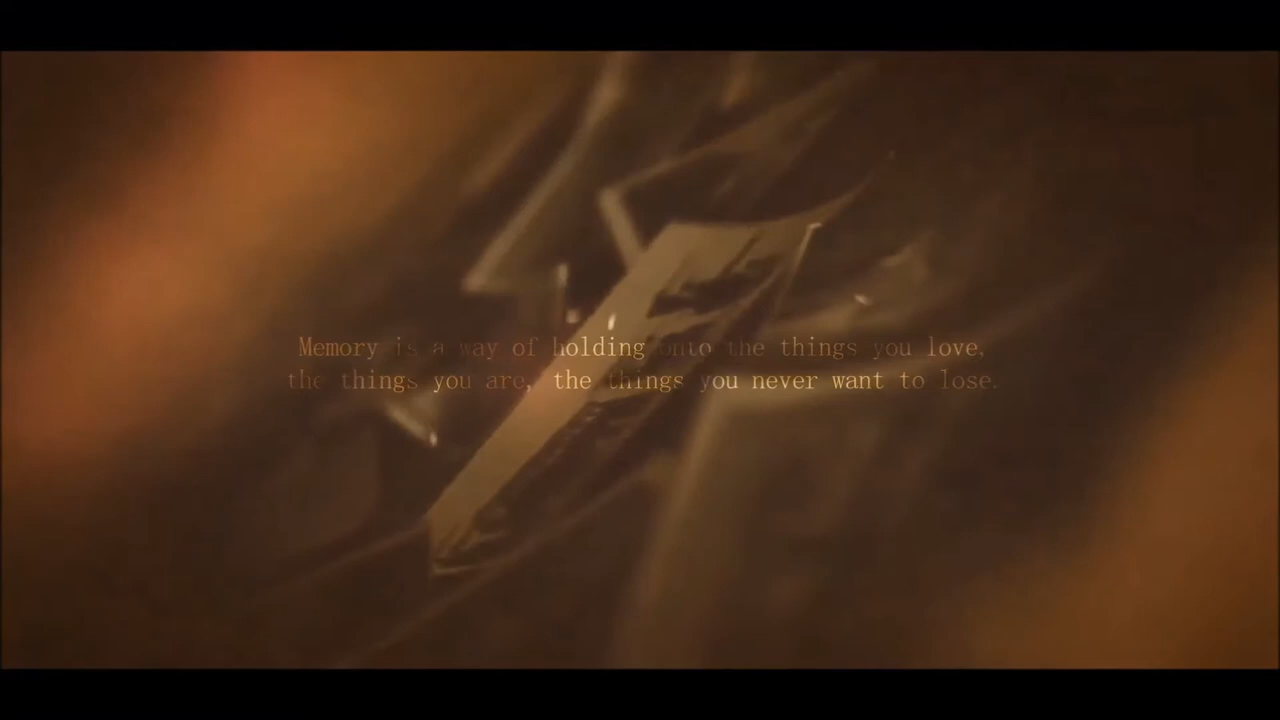 Memory is a way of holding onto the things you love,
the things you are, the things you never want to lose.